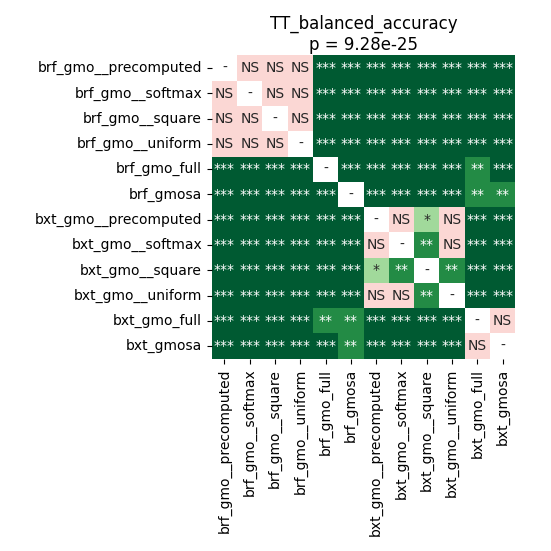 TT_balanced_accuracy
p = 9.28e-25
brf_gmo__precomputed - NS NS NS *** *** *** *** *** *** *** ***
brf_gmo__softmax NS - NS NS *** *** *** *** *** *** *** ***
brf_gmo__square NS NS - NS *** *** *** *** *** *** *** ***
brf_gmo__uniform NS NS NS - *** *** *** *** *** *** *** ***
brf_gmo_full *** *** *** *** - *** *** *** *** *** ** ***
brf_gmosa *** *** *** *** *** - *** *** *** *** ** **
bxt_gmo__precomputed *** *** *** *** *** *** - NS * NS *** ***
bxt_gmo__softmax *** *** *** *** *** *** NS - ** NS *** ***
bxt_gmo__square *** *** *** *** *** *** * ** - ** *** ***
bxt_gmo__uniform *** *** *** *** *** *** NS NS ** - *** ***
bxt_gmo_full *** *** *** *** ** ** *** *** *** *** - NS
bxt_gmosa *** *** *** *** *** ** *** *** *** *** NS -
brf_gmo__precomputed
brf_gmo__softmax
brf_gmo__square
brf_gmo__uniform
brf_gmo_full
brf_gmosa
bxt_gmo__precomputed
bxt_gmo__softmax
bxt_gmo__square
bxt_gmo__uniform
bxt_gmo_full
bxt_gmosa